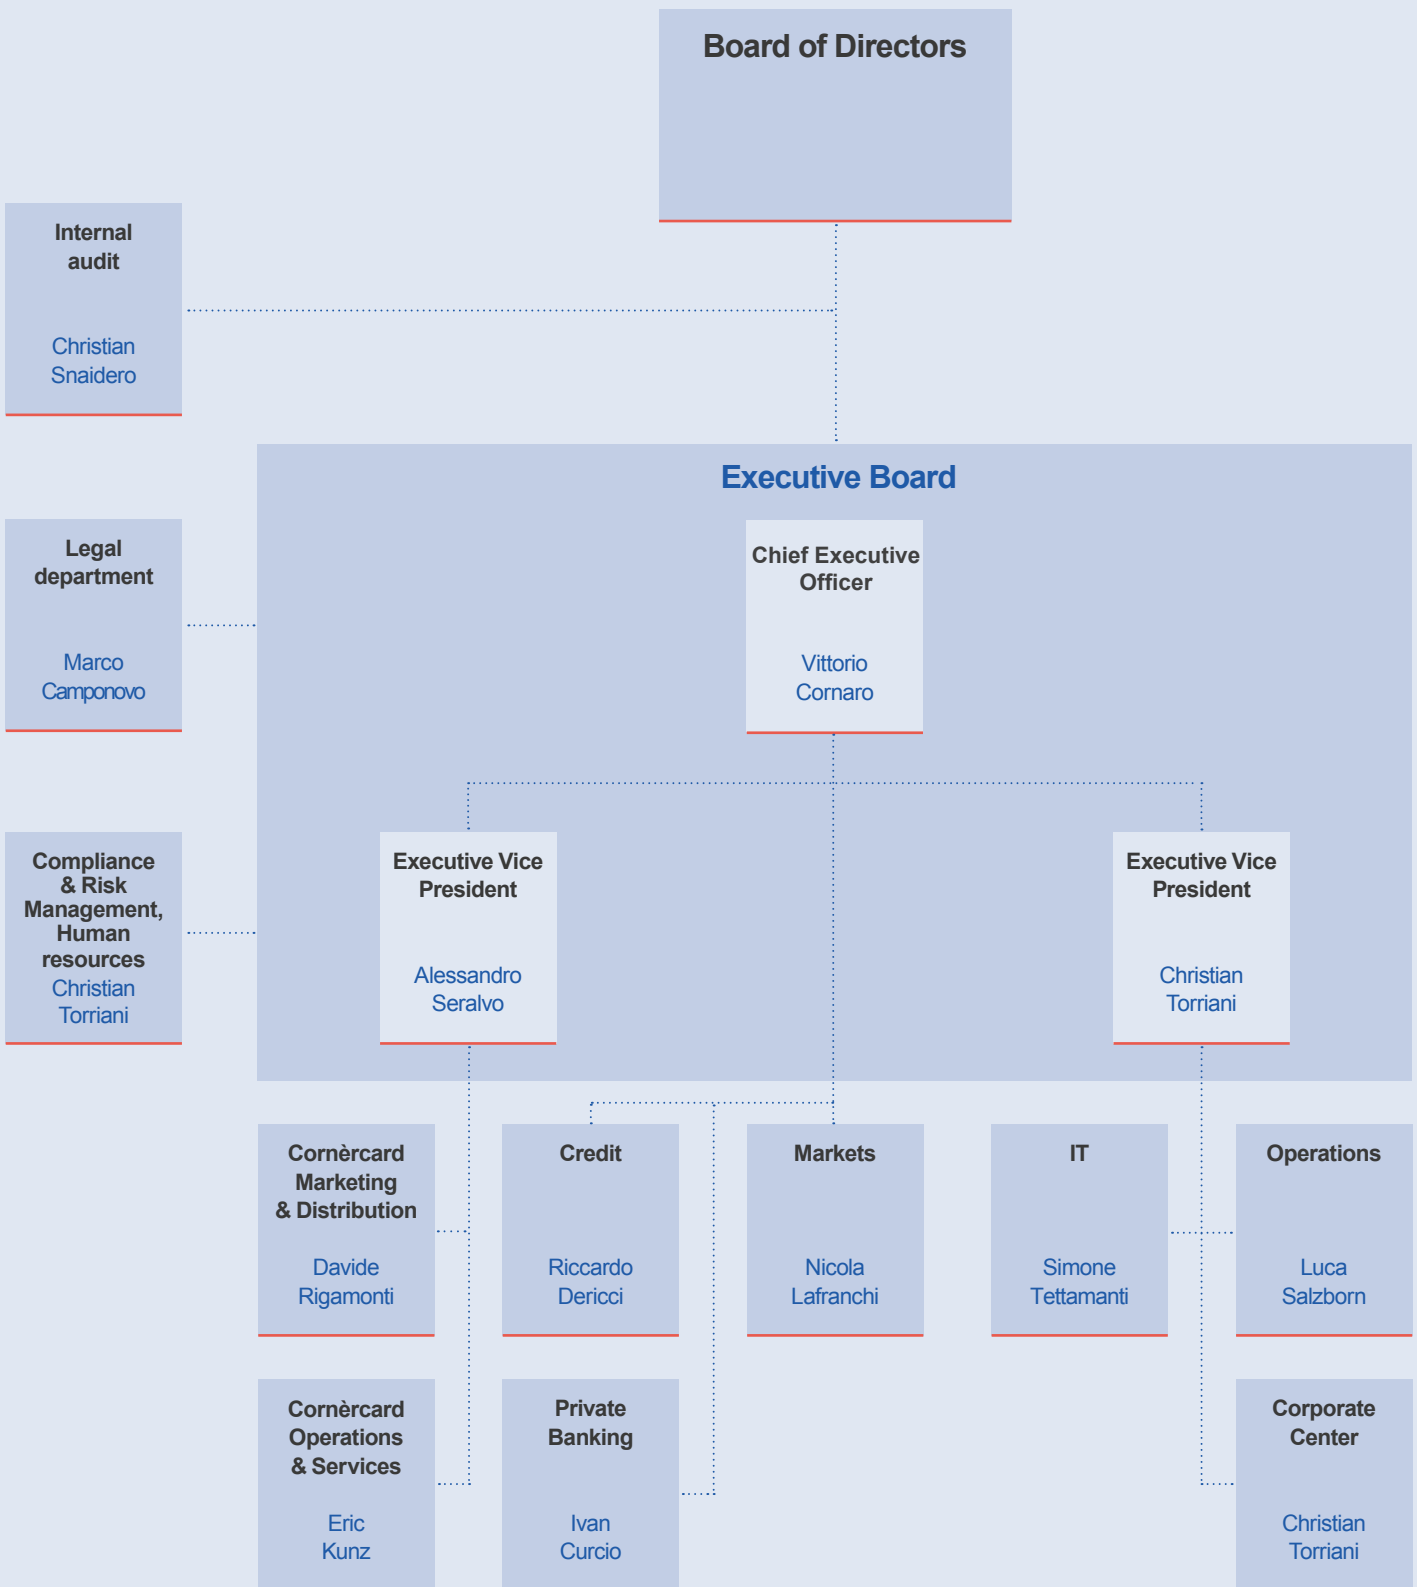 Board of Directors
Internal
audit
Christian
Snaidero
Executive Board
Legal
department
Marco
Camponovo
Chief Executive
Officer
Vittorio
Cornaro
Compliance
& Risk
Management,
Human
resources
Christian
Torriani
Executive Vice
President
Alessandro
Seralvo
Executive Vice
President
Christian
Torriani
Cornèrcard
Marketing
& Distribution
Davide
Rigamonti
Credit
Riccardo
Dericci
Markets
Nicola
Lafranchi
IT
Simone
Tettamanti
Operations
Luca
Salzborn
Cornèrcard
Operations
& Services
Eric
Kunz
Private
Banking
Ivan
Curcio
Corporate
Center
Christian
Torriani